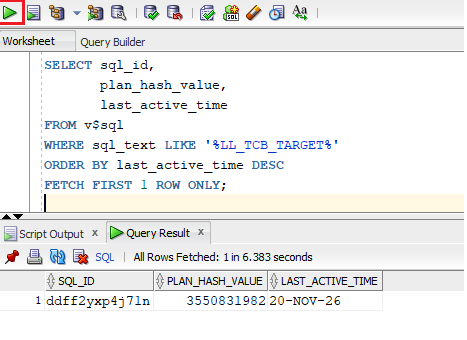 SQL
Worksheet Query Builder
SELECT sql_id,
plan_hash_value,
last_active_time
FROM v$sql
WHERE sql_text LIKE '%LL_TCB_TARGET%'
ORDER BY last_active_time DESC
FETCH FIRST 1 ROW ONLY;
Script Output x Query Result x
SQL | All Rows Fetched: 1 in 6.383 seconds
SQL_ID PLAN_HASH_VALUE LAST_ACTIVE_TIME
1 ddff2yxp4j7ln 3550831982 20-NOV-26